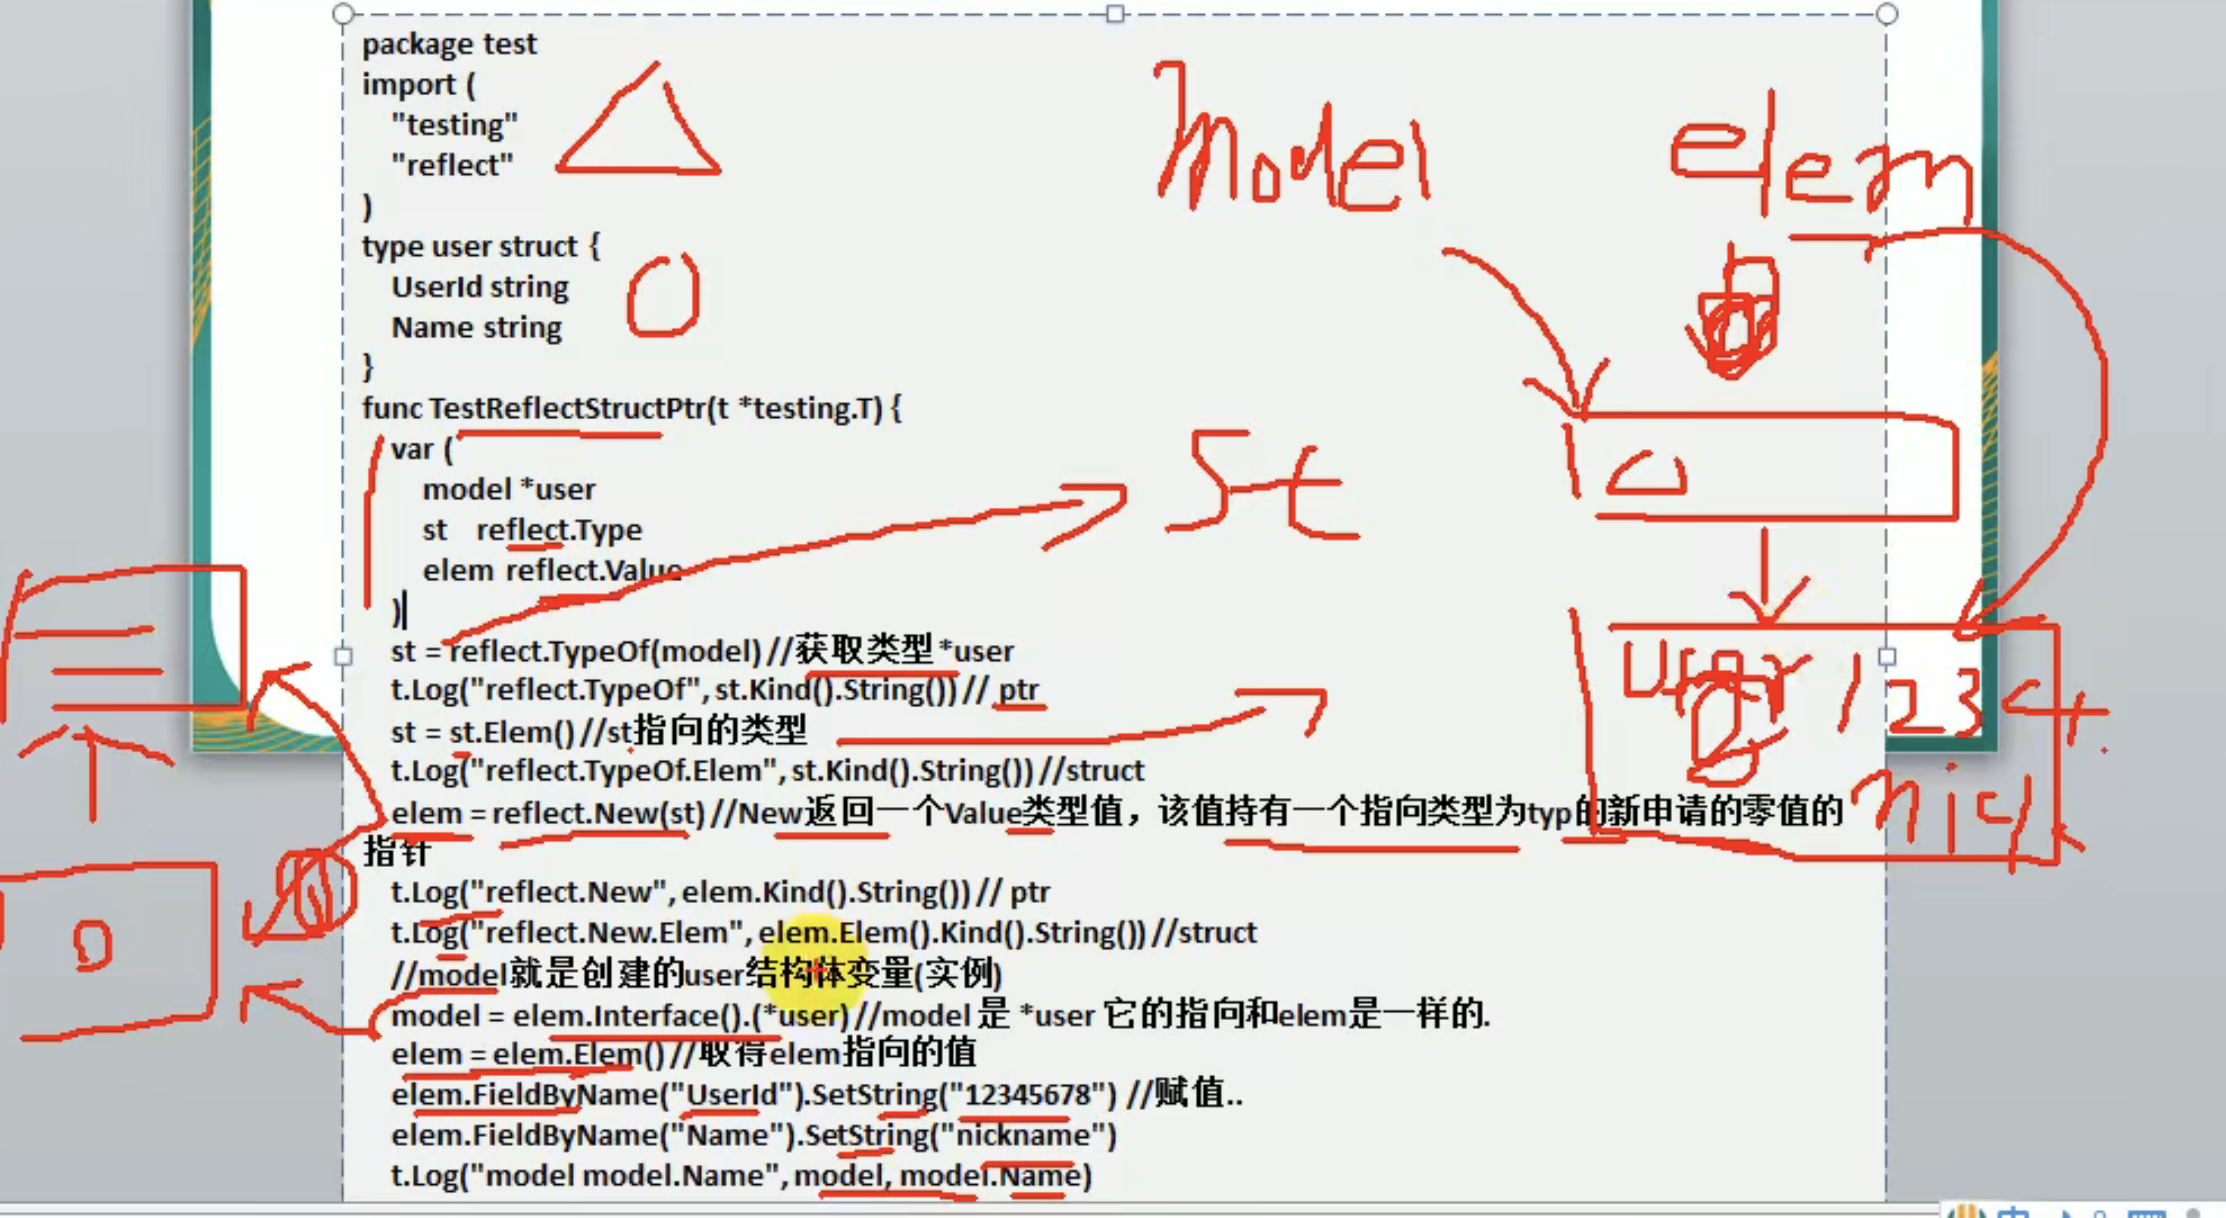 package test
import (
"testing"
"reflect"
)
type user struct {
UserId string
Name string
}
func TestReflectStructPtr(t *testing.T) {
var (
model *user
st reflect.Type
elem reflect.Value
)
st = reflect.TypeOf(model) //获取类型 *user
t.Log("reflect.TypeOf", st.Kind().String()) // ptr
st = st.Elem() //st指向的类型
t.Log("reflect.TypeOf.Elem", st.Kind().String()) //struct
elem = reflect.New(st) //New返回一个Value类型值，该值持有一个指向类型为typ的新申请的零值的
指针
t.Log("reflect.New", elem.Kind().String()) // ptr
t.Log("reflect.New.Elem", elem.Elem().Kind().String()) //struct
//model就是创建的user结构体变量(实例)
model = elem.Interface().(*user) //model 是 *user 它的指向和elem是一样的.
elem = elem.Elem() //取得elem指向的值
elem.FieldByName("UserId").SetString("12345678") //赋值..
elem.FieldByName("Name").SetString("nickname")
t.Log("model model.Name", model, model.Name)
Model
elem
St
User 1234
nick